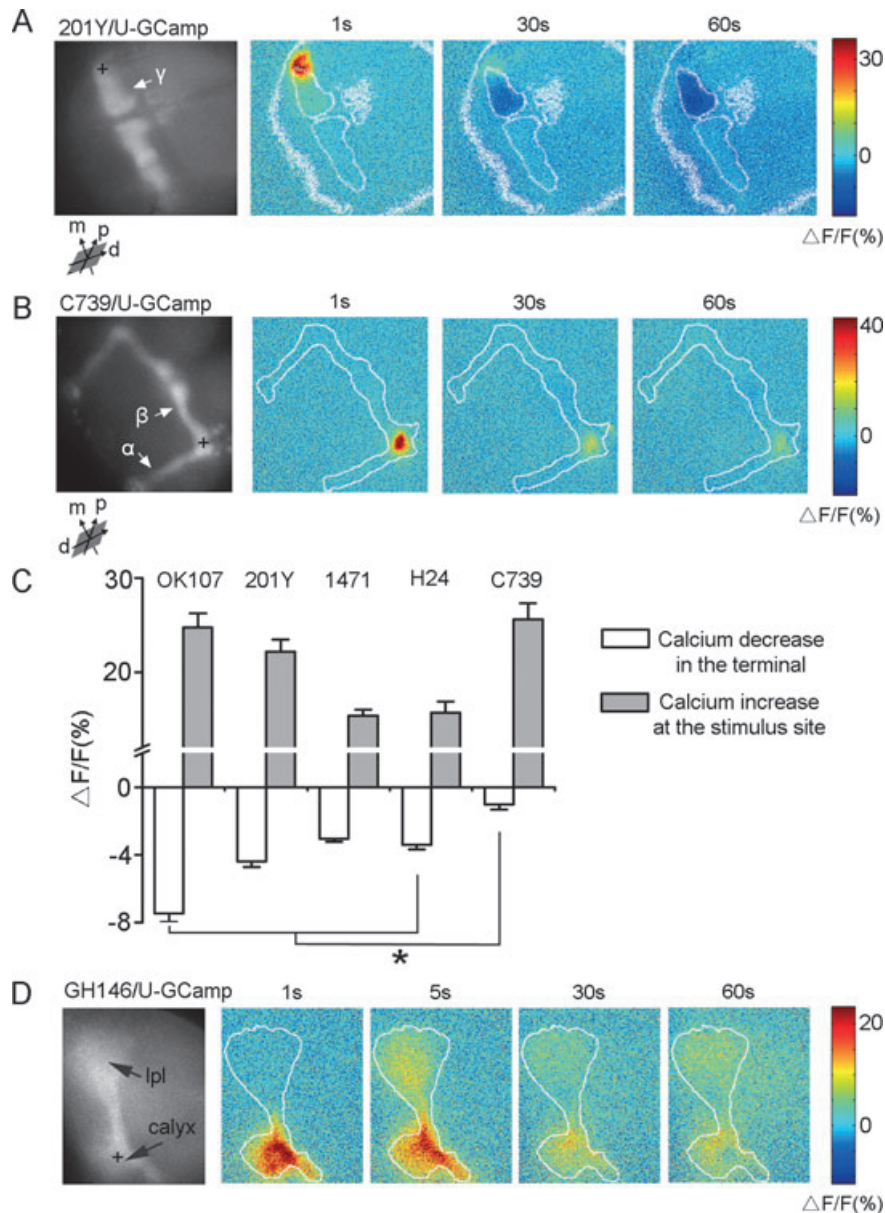 A
201Y/U-GCamp
1s
30s
60s
+
γ
30
0
△F/F(%)
m p
d
B
C739/U-GCamp
1s
30s
60s
β
+
α
40
20
0
△F/F(%)
m p
d
C
OK107 201Y 1471 H24 C739
30
20
0
-4
-8
△F/F(%)
Calcium decrease
in the terminal
Calcium increase
at the stimulus site
*
D
GH146/U-GCamp
1s
5s
30s
60s
lpl
calyx
+
20
0
△F/F(%)